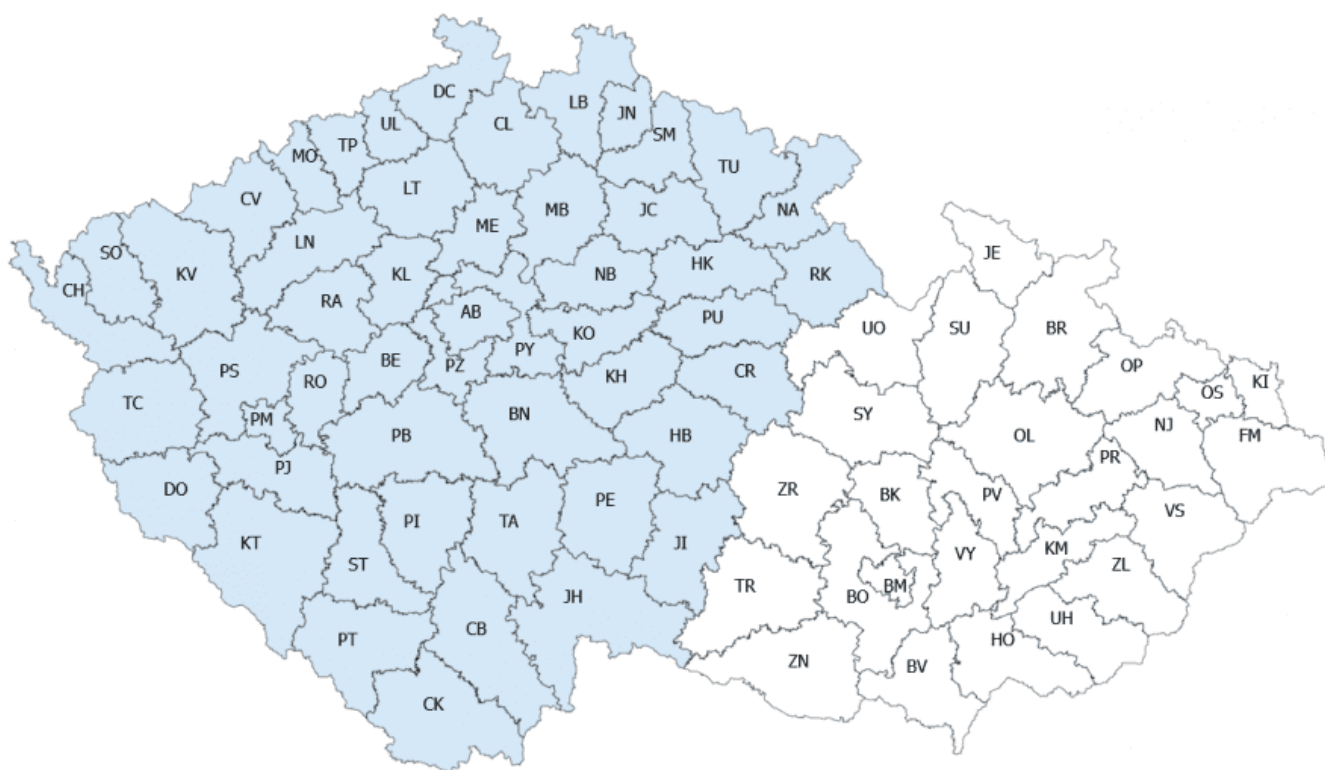 DC
LB
JN
CL
UL
SM
TP
MO
TU
LT
CV
MB
JC
NA
ME
LN
SO
JE
HK
KV
KL
NB
RK
CH
RA
AB
PU
KO
UO
SU
BR
PY
BE
PZ
OP
PS
CR
RO
KH
KI
OS
TC
BN
SY
PM
PB
HB
OL
NJ
FM
PR
PJ
DO
ZR
BK
PV
PE
VS
PI
TA
KT
JI
KM
VY
ST
ZL
TR
BM
BO
JH
UH
CB
PT
HO
ZN
BV
CK